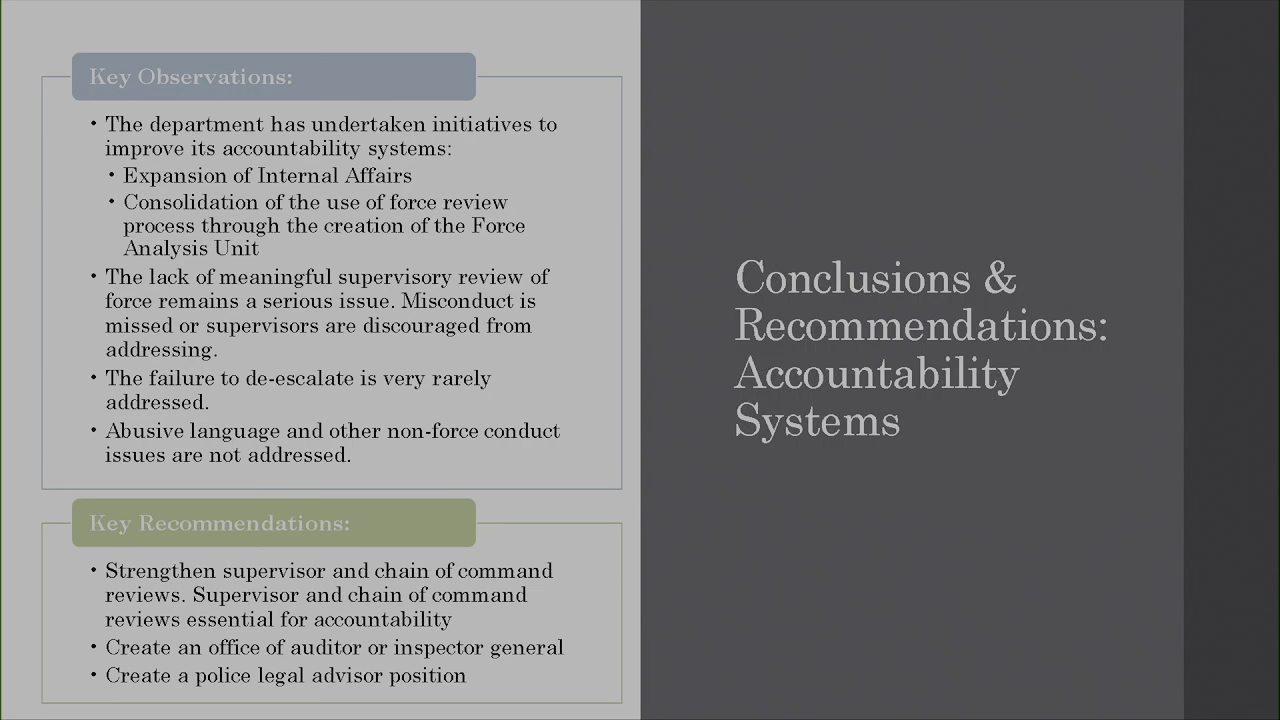 Key Observations:
• The department has undertaken initiatives to
improve its accountability systems:
• Expansion of Internal Affairs
• Consolidation of the use of force review
process through the creation of the Force
Analysis Unit
• The lack of meaningful supervisory review of
force remains a serious issue. Misconduct is
missed or supervisors are discouraged from
addressing.
• The failure to de-escalate is very rarely
addressed.
• Abusive language and other non-force conduct
issues are not addressed.
Key Recommendations:
• Strengthen supervisor and chain of command
reviews. Supervisor and chain of command
reviews essential for accountability
• Create an office of auditor or inspector general
• Create a police legal advisor position
Conclusions &
Recommendations:
Accountability
Systems